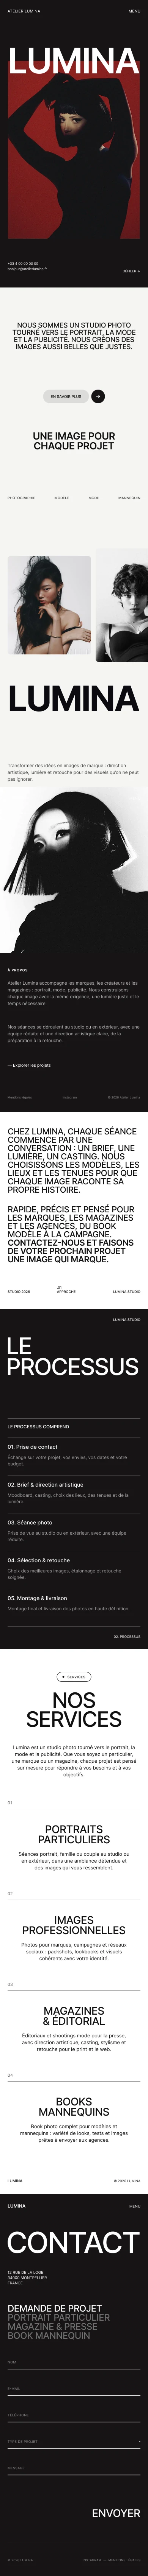 ATELIER LUMINA MENU
LUMINA
+33 4 00 00 00 00
bonjour@atelierlumina.fr
DÉFILER ↓
NOUS SOMMES UN STUDIO PHOTO
TOURNÉ VERS LE PORTRAIT, LA MODE
ET LA PUBLICITÉ. NOUS CRÉONS DES
IMAGES AUSSI BELLES QUE JUSTES.
EN SAVOIR PLUS →
UNE IMAGE POUR
CHAQUE PROJET
PHOTOGRAPHIE MODÈLE MODE MANNEQUIN
LUMINA
Transformer des idées en images de marque : direction
artistique, lumière et retouche pour des visuels qu'on ne peut
pas ignorer.
À PROPOS
Atelier Lumina accompagne les marques, les créateurs et les
magazines : portrait, mode, publicité. Nous construisons
chaque image avec la même exigence, une lumière juste et le
temps nécessaire.
Nos séances se déroulent au studio ou en extérieur, avec une
équipe réduite et une direction artistique claire, de la
préparation à la retouche.
— Explorer les projets
Mentions légales Instagram © 2026 Atelier Lumina
CHEZ LUMINA, CHAQUE SÉANCE
COMMENCE PAR UNE
CONVERSATION : UN BRIEF, UNE
LUMIÈRE, UN CASTING. NOUS
CHOISISSONS LES MODÈLES, LES
LIEUX ET LES TENUES POUR QUE
CHAQUE IMAGE RACONTE SA
PROPRE HISTOIRE.
RAPIDE, PRÉCIS ET PENSÉ POUR
LES MARQUES, LES MAGAZINES
ET LES AGENCES, DU BOOK
MODÈLE À LA CAMPAGNE.
CONTACTEZ-NOUS ET FAISONS
DE VOTRE PROCHAIN PROJET
UNE IMAGE QUI MARQUE.
.01
STUDIO 2026 APPROCHE LUMINA.STUDIO
LUMINA.STUDIO
LE
PROCESSUS
LE PROCESSUS COMPREND
01. Prise de contact
Échange sur votre projet, vos envies, vos dates et votre
budget.
02. Brief & direction artistique
Moodboard, casting, choix des lieux, des tenues et de la
lumière.
03. Séance photo
Prise de vue au studio ou en extérieur, avec une équipe
réduite.
04. Sélection & retouche
Choix des meilleures images, étalonnage et retouche
soignée.
05. Montage & livraison
Montage final et livraison des photos en haute définition.
02. PROCESSUS
SERVICES
NOS
SERVICES
Lumina est un studio photo tourné vers le portrait, la
mode et la publicité. Que vous soyez un particulier,
une marque ou un magazine, chaque projet est pensé
sur mesure pour répondre à vos besoins et à vos
objectifs.
01
PORTRAITS
PARTICULIERS
Séances portrait, famille ou couple au studio ou
en extérieur, dans une ambiance détendue et
des images qui vous ressemblent.
02
IMAGES
PROFESSIONNELLES
Photos pour marques, campagnes et réseaux
sociaux : packshots, lookbooks et visuels
cohérents avec votre identité.
03
MAGAZINES
& ÉDITORIAL
Éditoriaux et shootings mode pour la presse,
avec direction artistique, casting, stylisme et
retouche pour le print et le web.
04
BOOKS
MANNEQUINS
Book photo complet pour modèles et
mannequins : variété de looks, tests et images
prêtes à envoyer aux agences.
LUMINA © 2026 LUMINA
LUMINA MENU
CONTACT
12 RUE DE LA LOGE
34000 MONTPELLIER
FRANCE
DEMANDE DE PROJET
PORTRAIT PARTICULIER
MAGAZINE & PRESSE
BOOK MANNEQUIN
NOM
E-MAIL
TÉLÉPHONE
TYPE DE PROJET
MESSAGE
ENVOYER
© 2026 LUMINA INSTAGRAM — MENTIONS LÉGALES